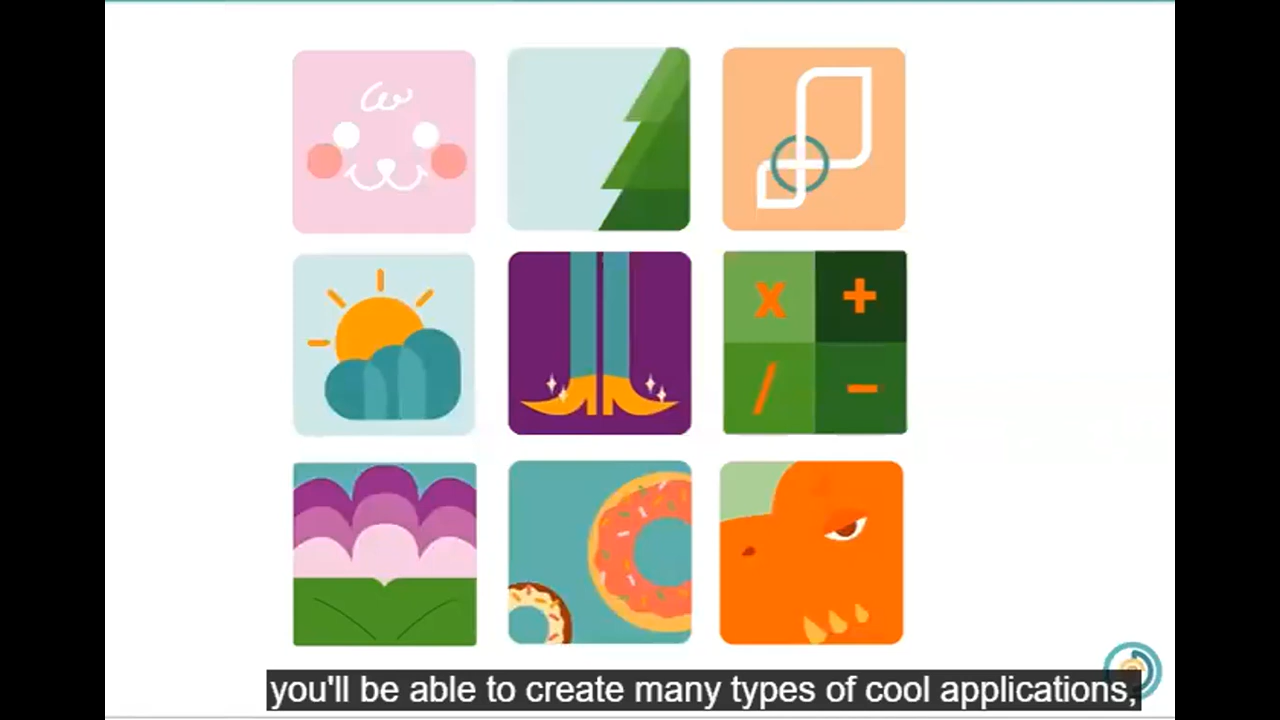 x +
/ −
you'll be able to create many types of cool applications,